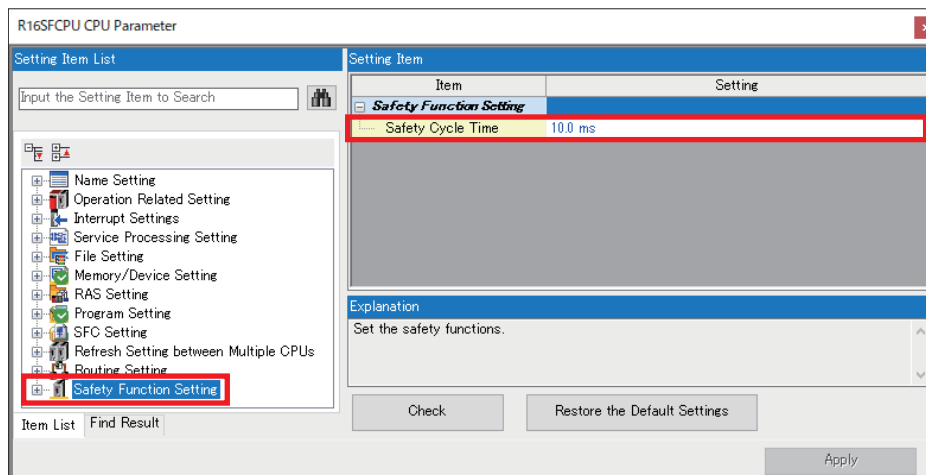 R16SFCPU CPU Parameter
Setting Item List
Input the Setting Item to Search
Name Setting
Operation Related Setting
Interrupt Settings
Service Processing Setting
File Setting
Memory/Device Setting
RAS Setting
Program Setting
SFC Setting
Refresh Setting between Multiple CPUs
Routing Setting
Safety Function Setting
Item List Find Result
Setting Item
Item Setting
Safety Function Setting
Safety Cycle Time 10.0 ms
Explanation
Set the safety functions.
Check Restore the Default Settings
Apply